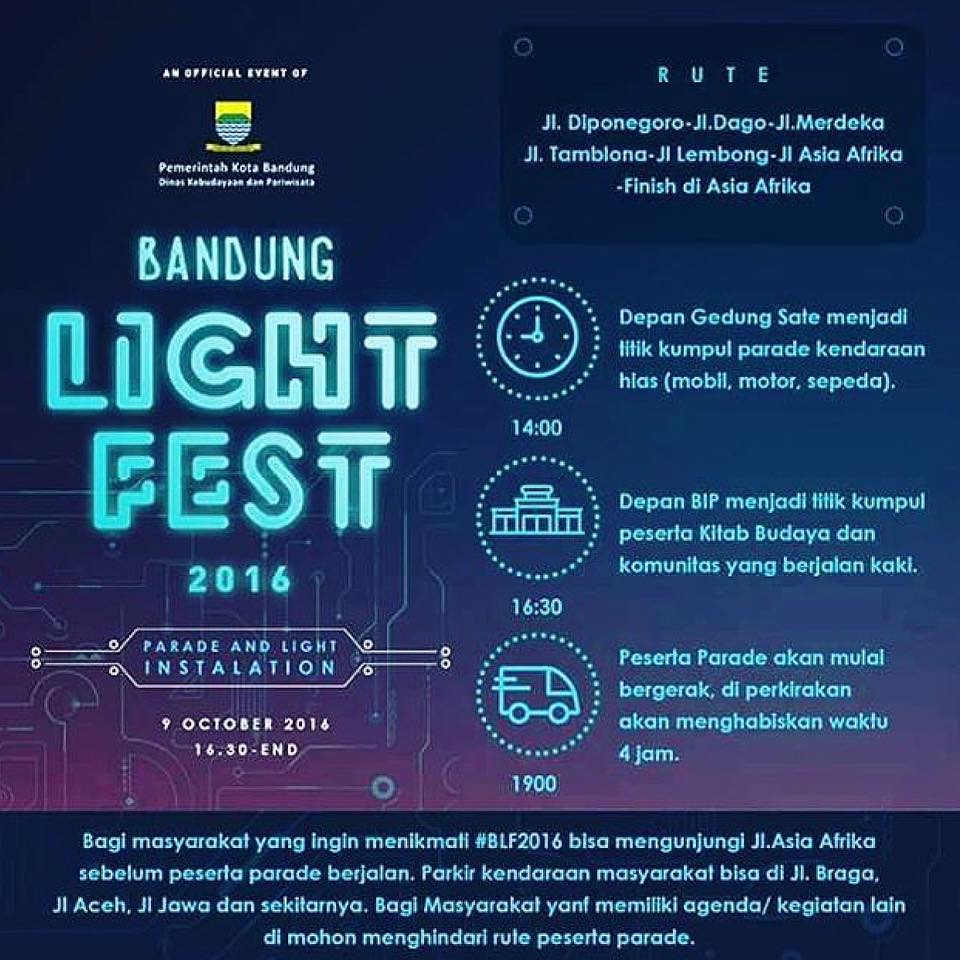 AN OFFICIAL EVENT OF
Pemerintah Kota Bandung
Dinas Kebudayaan dan Pariwisata
BANDUNG
LIGHT
FEST
2016
PARADE AND LIGHT
INSTALATION
9 OCTOBER 2016
16.30-END
RUTE
Jl. Diponegoro-Jl.Dago-Jl.Merdeka
Jl. Tamblona-Jl Lembong-Jl Asia Afrika
-Finish di Asia Afrika
Depan Gedung Sate menjadi
titik kumpul parade kendaraan
hias (mobil, motor, sepeda).
14:00
Depan BIP menjadi titik kumpul
peserta Kitab Budaya dan
komunitas yang berjalan kaki.
16:30
Peserta Parade akan mulai
bergerak, di perkirakan
akan menghabiskan waktu
4 jam.
1900
Bagi masyarakat yang ingin menikmati #BLF2016 bisa mengunjungi Jl.Asia Afrika
sebelum peserta parade berjalan. Parkir kendaraan masyarakat bisa di Jl. Braga,
Jl Aceh, Jl Jawa dan sekitarnya. Bagi Masyarakat yanf memiliki agenda/ kegiatan lain
di mohon menghindari rute peserta parade.